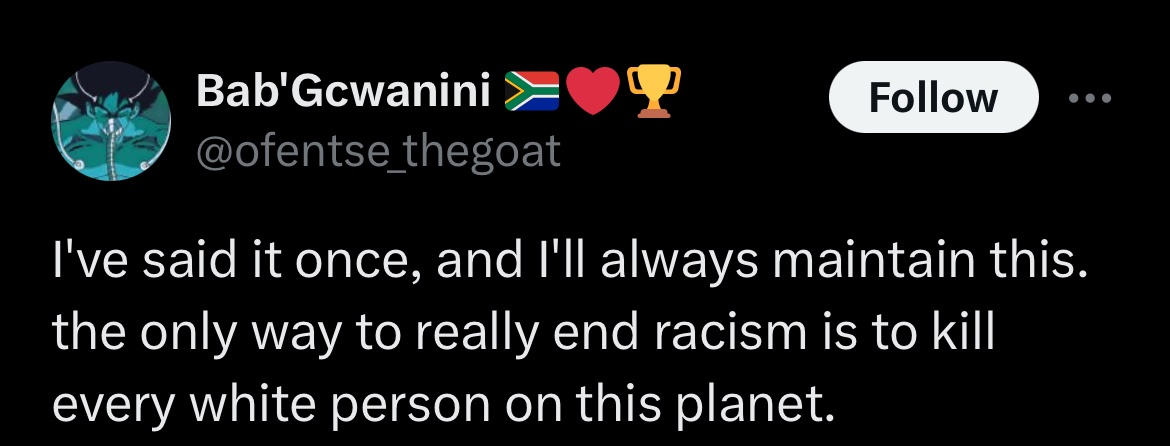 Bab'Gcwanini 🇿🇦❤️🏆
Follow
@ofentse_thegoat
I've said it once, and I'll always maintain this.
the only way to really end racism is to kill
every white person on this planet.